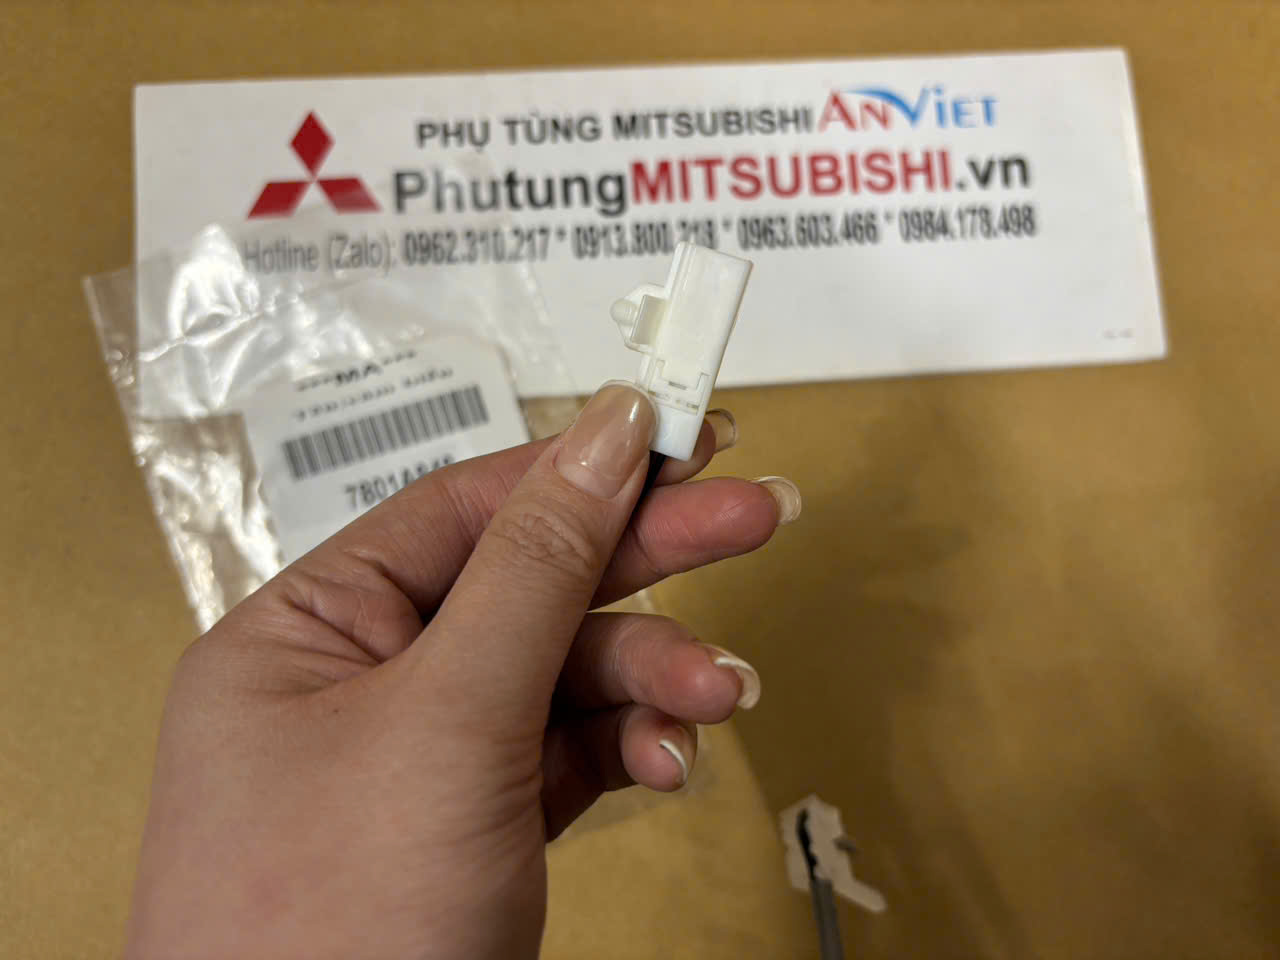 PHỤ TÙNG MITSUBISHI ANVIET
PhutungMITSUBISHI.vn
Hotline (Zalo): 0962.310.217 * 0913.800.218 * 0963.603.466 * 0984.178.498
***MA***